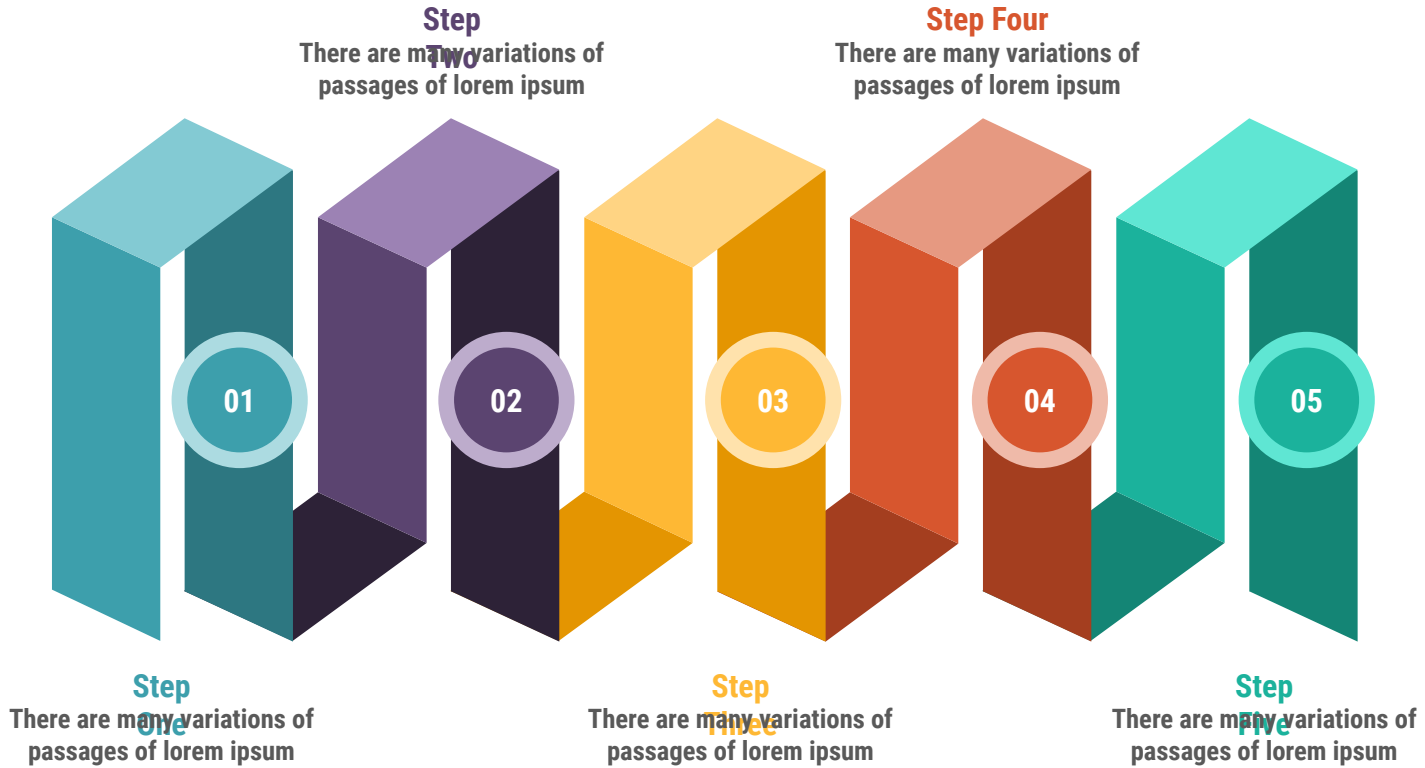 Step
Two
There are many variations of
passages of lorem ipsum
Step Four
There are many variations of
passages of lorem ipsum
01
02
03
04
05
Step
One
There are many variations of
passages of lorem ipsum
Step
Three
There are many variations of
passages of lorem ipsum
Step
Five
There are many variations of
passages of lorem ipsum